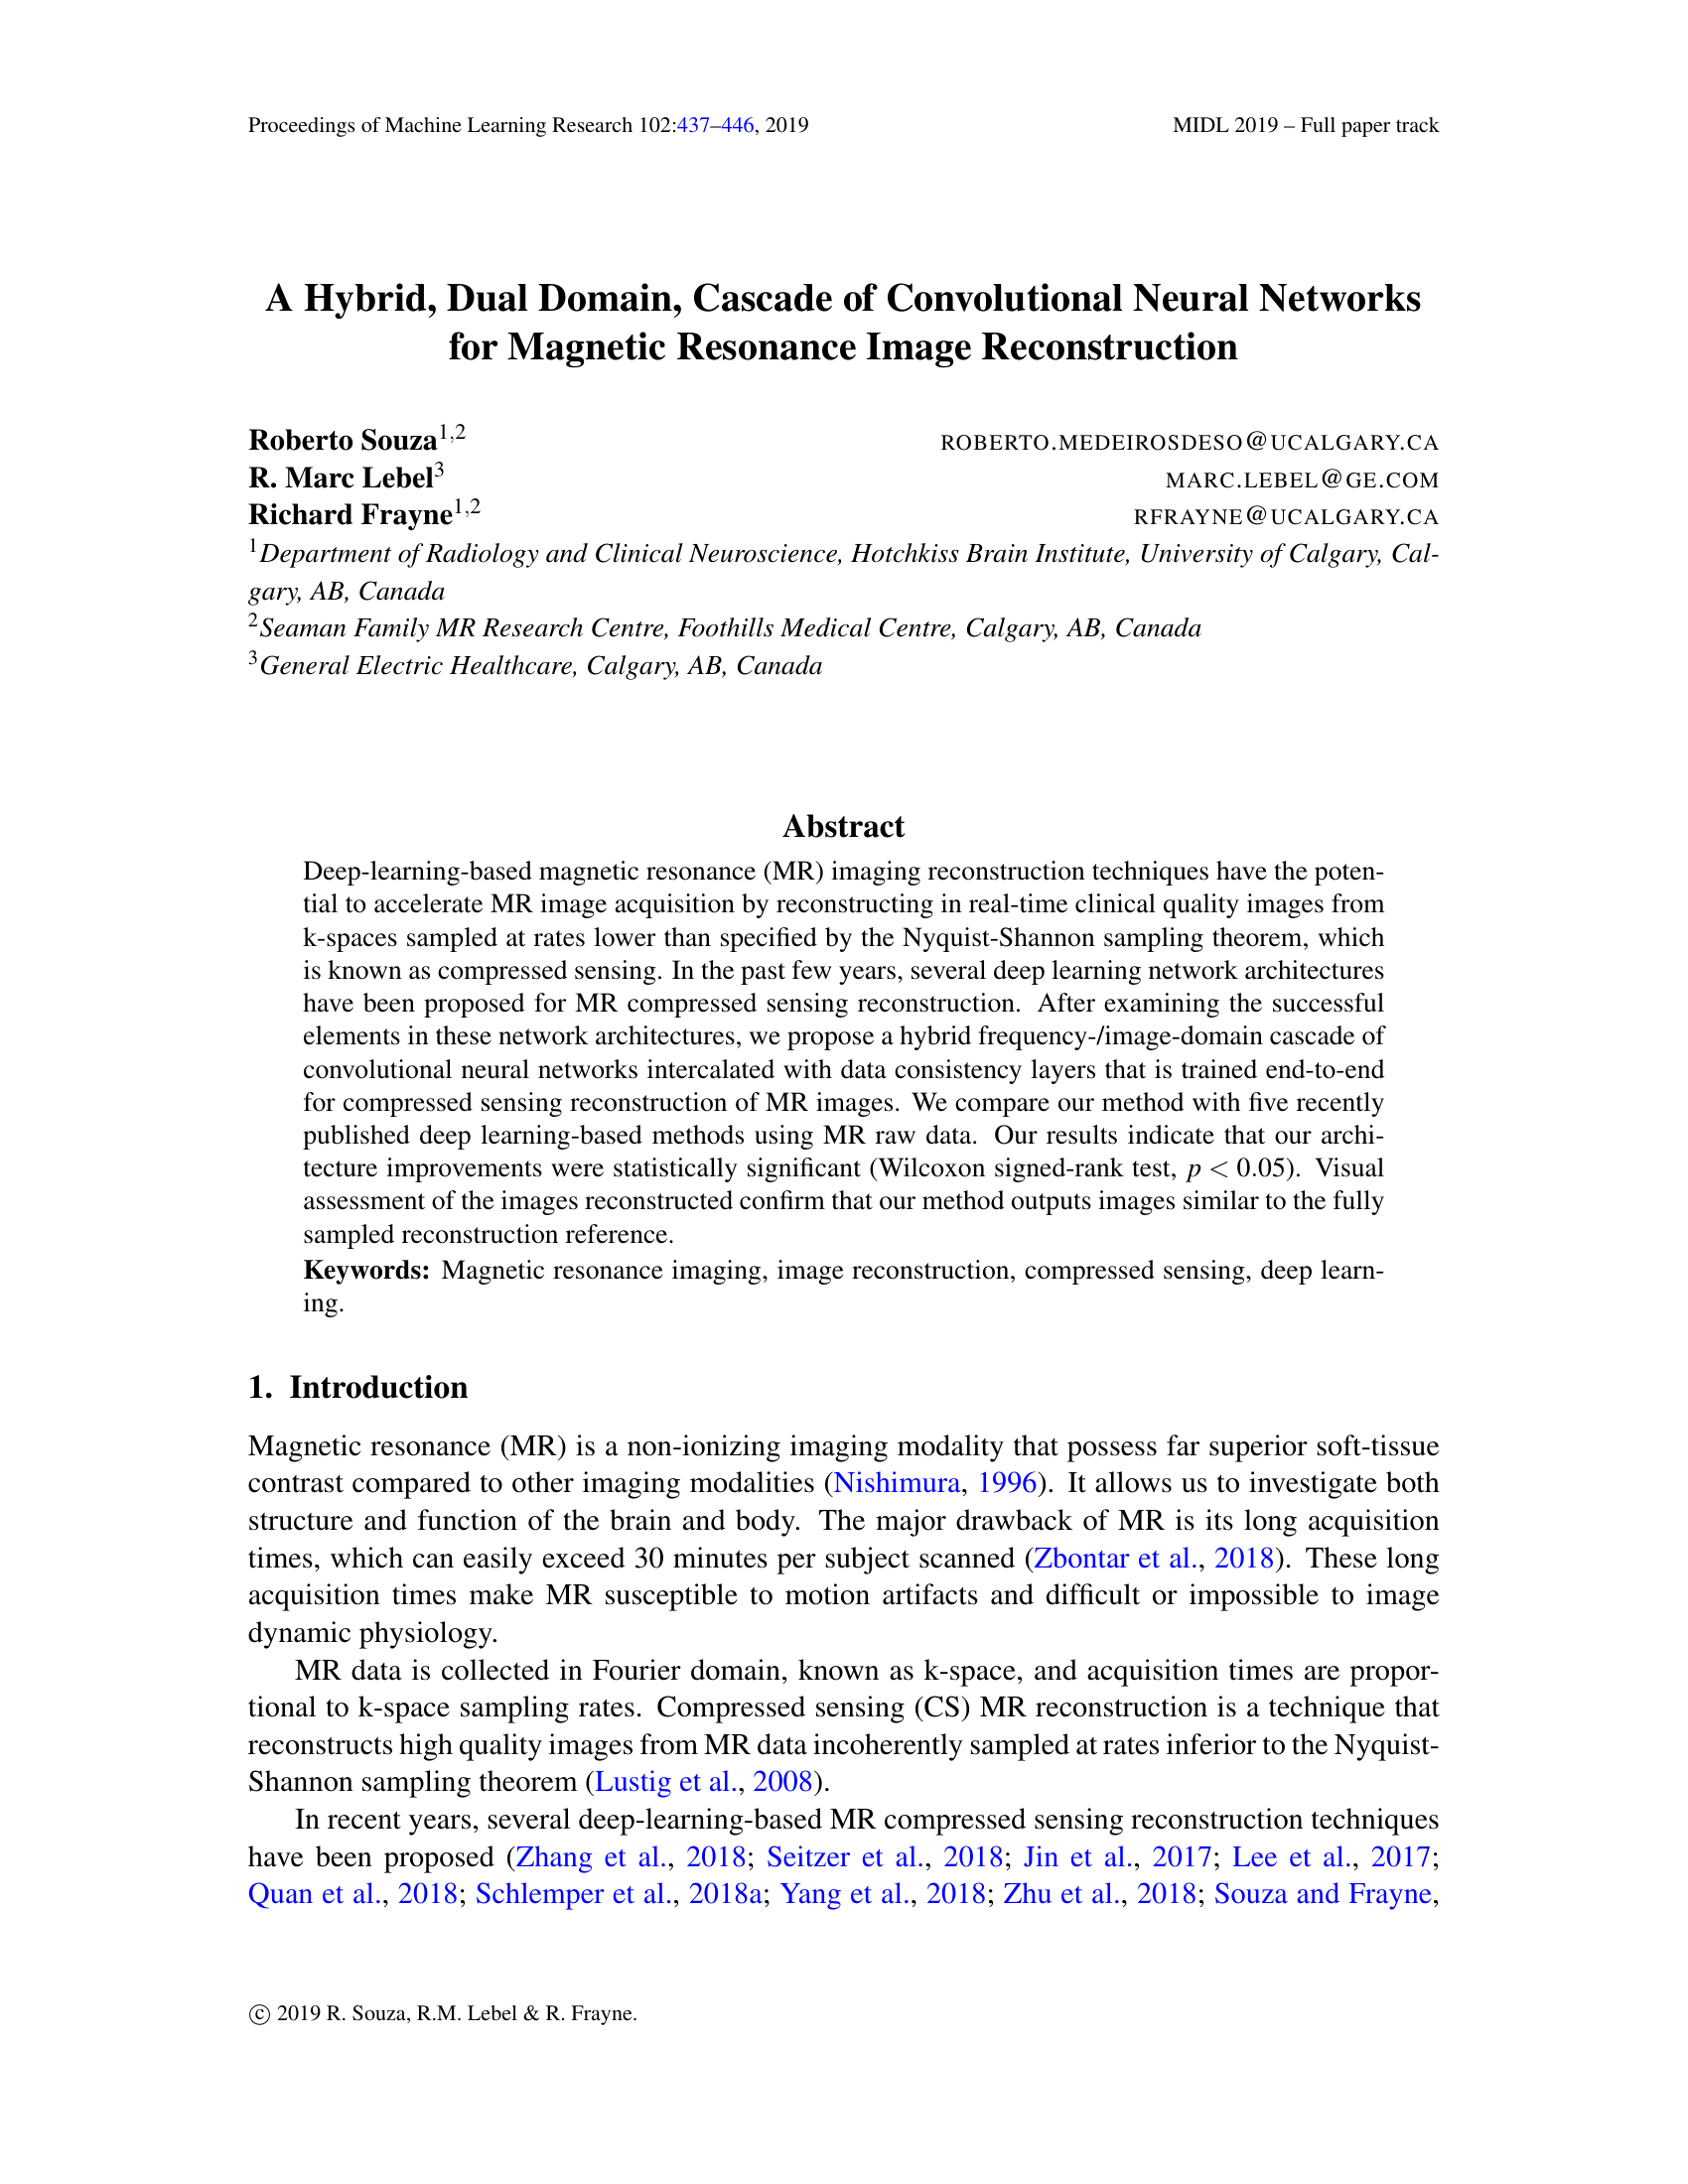 Proceedings of Machine Learning Research 102:437–446, 2019 MIDL 2019 – Full paper track
A Hybrid, Dual Domain, Cascade of Convolutional Neural Networks
for Magnetic Resonance Image Reconstruction
Roberto Souza1,2 ROBERTO.MEDEIROSDESO@UCALGARY.CA
R. Marc Lebel3 MARC.LEBEL@GE.COM
Richard Frayne1,2 RFRAYNE@UCALGARY.CA
1Department of Radiology and Clinical Neuroscience, Hotchkiss Brain Institute, University of Calgary, Cal-
gary, AB, Canada
2Seaman Family MR Research Centre, Foothills Medical Centre, Calgary, AB, Canada
3General Electric Healthcare, Calgary, AB, Canada
Abstract
Deep-learning-based magnetic resonance (MR) imaging reconstruction techniques have the poten-
tial to accelerate MR image acquisition by reconstructing in real-time clinical quality images from
k-spaces sampled at rates lower than specified by the Nyquist-Shannon sampling theorem, which
is known as compressed sensing. In the past few years, several deep learning network architectures
have been proposed for MR compressed sensing reconstruction. After examining the successful
elements in these network architectures, we propose a hybrid frequency-/image-domain cascade of
convolutional neural networks intercalated with data consistency layers that is trained end-to-end
for compressed sensing reconstruction of MR images. We compare our method with five recently
published deep learning-based methods using MR raw data. Our results indicate that our archi-
tecture improvements were statistically significant (Wilcoxon signed-rank test, p < 0.05). Visual
assessment of the images reconstructed confirm that our method outputs images similar to the fully
sampled reconstruction reference.
Keywords: Magnetic resonance imaging, image reconstruction, compressed sensing, deep learn-
ing.
1. Introduction
Magnetic resonance (MR) is a non-ionizing imaging modality that possess far superior soft-tissue
contrast compared to other imaging modalities (Nishimura, 1996). It allows us to investigate both
structure and function of the brain and body. The major drawback of MR is its long acquisition
times, which can easily exceed 30 minutes per subject scanned (Zbontar et al., 2018). These long
acquisition times make MR susceptible to motion artifacts and difficult or impossible to image
dynamic physiology.
MR data is collected in Fourier domain, known as k-space, and acquisition times are propor-
tional to k-space sampling rates. Compressed sensing (CS) MR reconstruction is a technique that
reconstructs high quality images from MR data incoherently sampled at rates inferior to the Nyquist-
Shannon sampling theorem (Lustig et al., 2008).
In recent years, several deep-learning-based MR compressed sensing reconstruction techniques
have been proposed (Zhang et al., 2018; Seitzer et al., 2018; Jin et al., 2017; Lee et al., 2017;
Quan et al., 2018; Schlemper et al., 2018a; Yang et al., 2018; Zhu et al., 2018; Souza and Frayne,
© 2019 R. Souza, R.M. Lebel & R. Frayne.